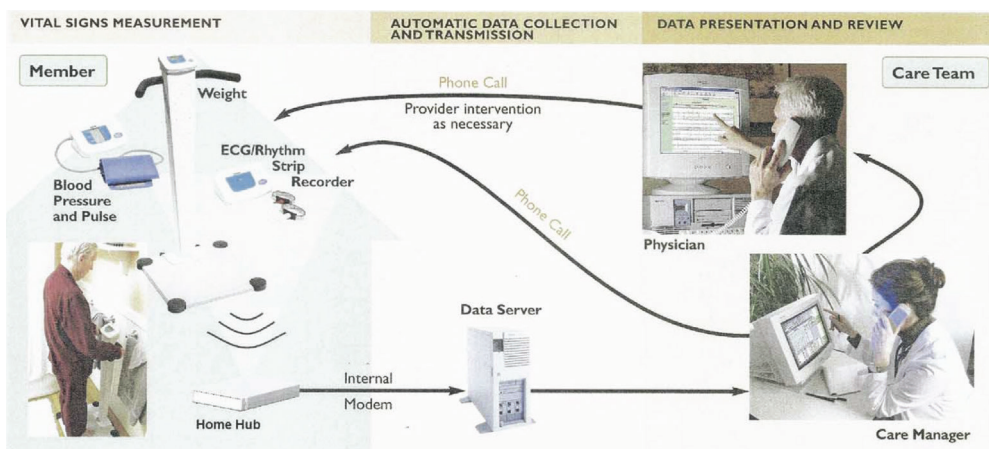 VITAL SIGNS MEASUREMENT
AUTOMATIC DATA COLLECTION
AND TRANSMISSION
DATA PRESENTATION AND REVIEW
Member
Weight
Blood
Pressure
and Pulse
ECG/Rhythm
Strip
Recorder
Phone Call
Provider intervention
as necessary
Phone Call
Care Team
Physician
Data Server
Internal
Modem
Home Hub
Care Manager